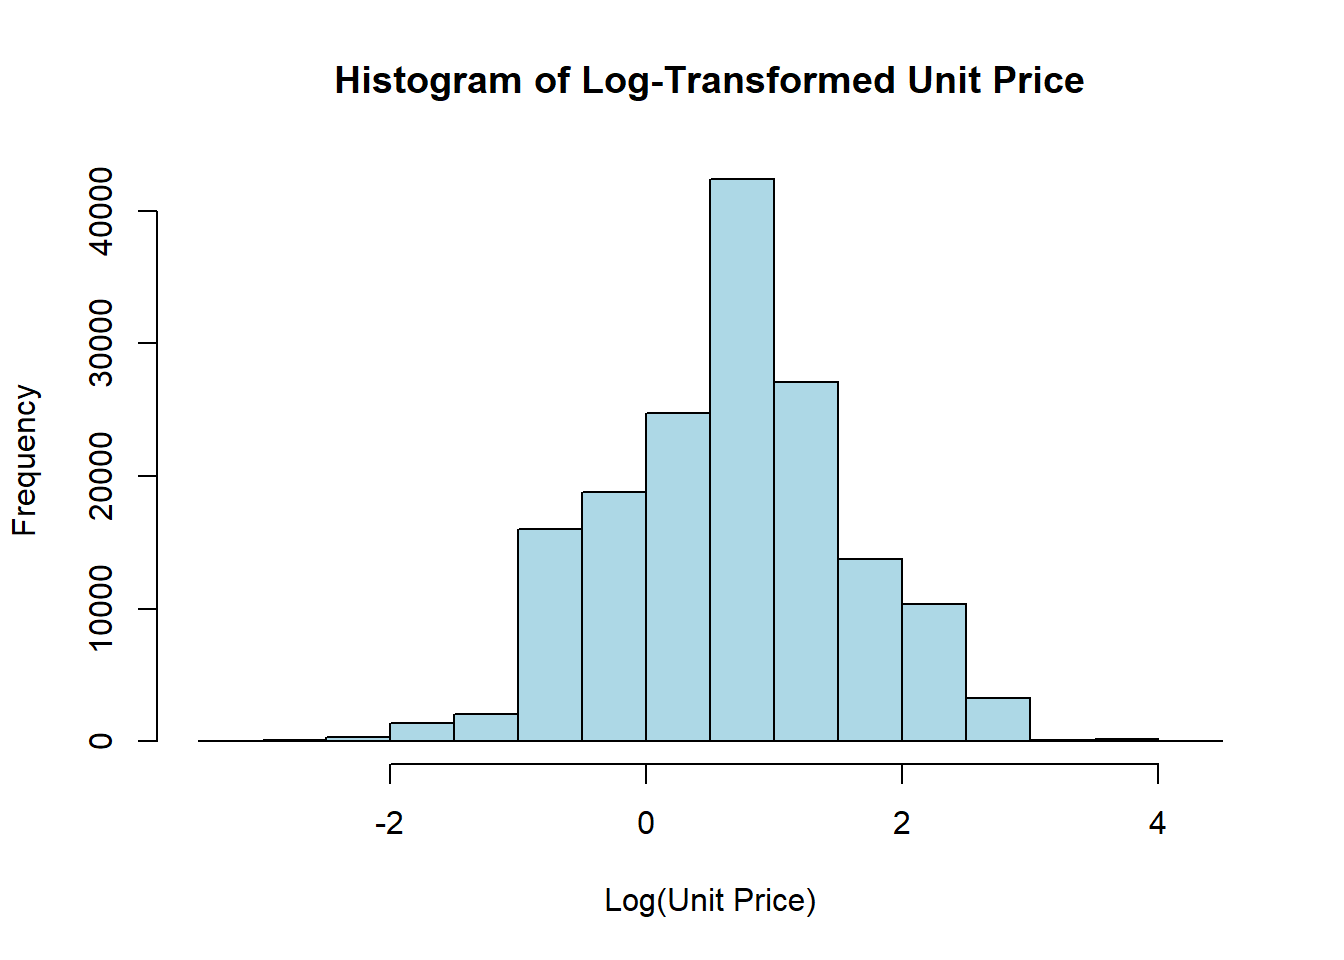 Histogram of Log-Transformed Unit Price
Frequency
40000
30000
20000
10000
0
-2 0 2 4
Log(Unit Price)